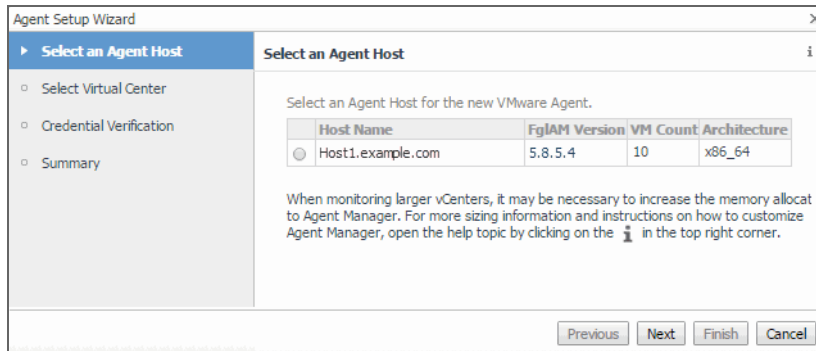 Agent Setup Wizard
Select an Agent Host
Select Virtual Center
Credential Verification
Summary
Select an Agent Host
Select an Agent Host for the new VMware Agent.
Host Name FglAM Version VM Count Architecture
Host1.example.com 5.8.5.4 10 x86_64
When monitoring larger vCenters, it may be necessary to increase the memory allocat
to Agent Manager. For more sizing information and instructions on how to customize
Agent Manager, open the help topic by clicking on the i in the top right corner.
Previous Next Finish Cancel